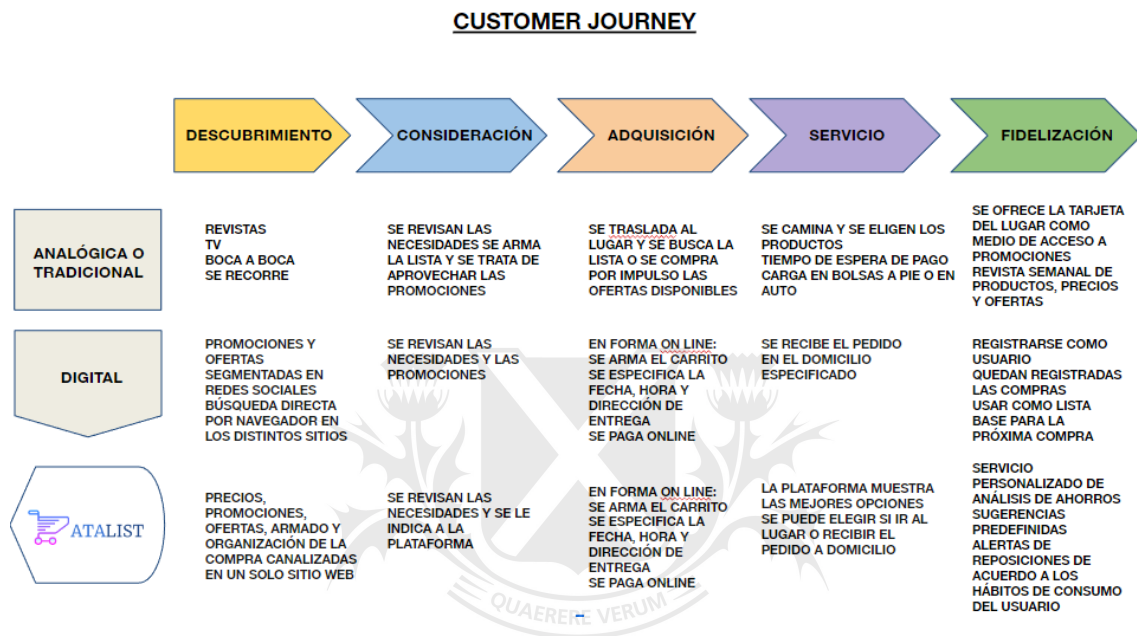 CUSTOMER JOURNEY
DESCUBRIMIENTO
CONSIDERACIÓN
ADQUISICIÓN
SERVICIO
FIDELIZACIÓN
ANALÓGICA O
TRADICIONAL
REVISTAS
TV
BOCA A BOCA
SE RECORRE
SE REVISAN LAS
NECESIDADES SE ARMA
LA LISTA Y SE TRATA DE
APROVECHAR LAS
PROMOCIONES
SE TRASLADA AL
LUGAR Y SE BUSCA LA
LISTA O SE COMPRA
POR IMPULSO LAS
OFERTAS DISPONIBLES
SE CAMINA Y SE ELIGEN LOS
PRODUCTOS
TIEMPO DE ESPERA DE PAGO
CARGA EN BOLSAS A PIE O EN
AUTO
SE OFRECE LA TARJETA
DEL LUGAR COMO
MEDIO DE ACCESO A
PROMOCIONES
REVISTA SEMANAL DE
PRODUCTOS, PRECIOS
Y OFERTAS
DIGITAL
PROMOCIONES Y
OFERTAS
SEGMENTADAS EN
REDES SOCIALES
BÚSQUEDA DIRECTA
POR NAVEGADOR EN
LOS DISTINTOS SITIOS
SE REVISAN LAS
NECESIDADES Y LAS
PROMOCIONES
EN FORMA ON LINE:
SE ARMA EL CARRITO
SE ESPECIFICA LA
FECHA, HORA Y
DIRECCIÓN DE
ENTREGA
SE PAGA ONLINE
SE RECIBE EL PEDIDO
EN EL DOMICILIO
ESPECIFICADO
REGISTRARSE COMO
USUARIO
QUEDAN REGISTRADAS
LAS COMPRAS
USAR COMO LISTA
BASE PARA LA
PRÓXIMA COMPRA
ATALIST
PRECIOS,
PROMOCIONES,
OFERTAS, ARMADO Y
ORGANIZACIÓN DE LA
COMPRA CANALIZADAS
EN UN SOLO SITIO WEB
SE REVISAN LAS
NECESIDADES Y SE LE
INDICA A LA
PLATAFORMA
EN FORMA ON LINE:
SE ARMA EL CARRITO
SE ESPECIFICA LA
FECHA, HORA Y
DIRECCIÓN DE
ENTREGA
SE PAGA ONLINE
LA PLATAFORMA MUESTRA
LAS MEJORES OPCIONES
SE PUEDE ELEGIR SI IR AL
LUGAR O RECIBIR EL
PEDIDO A DOMICILIO
SERVICIO
PERSONALIZADO DE
ANÁLISIS DE AHORROS
SUGERENCIAS
PREDEFINIDAS
ALERTAS DE
REPOSICIONES DE
ACUERDO A LOS
HÁBITOS DE CONSUMO
DEL USUARIO
QUAERERE VERUM